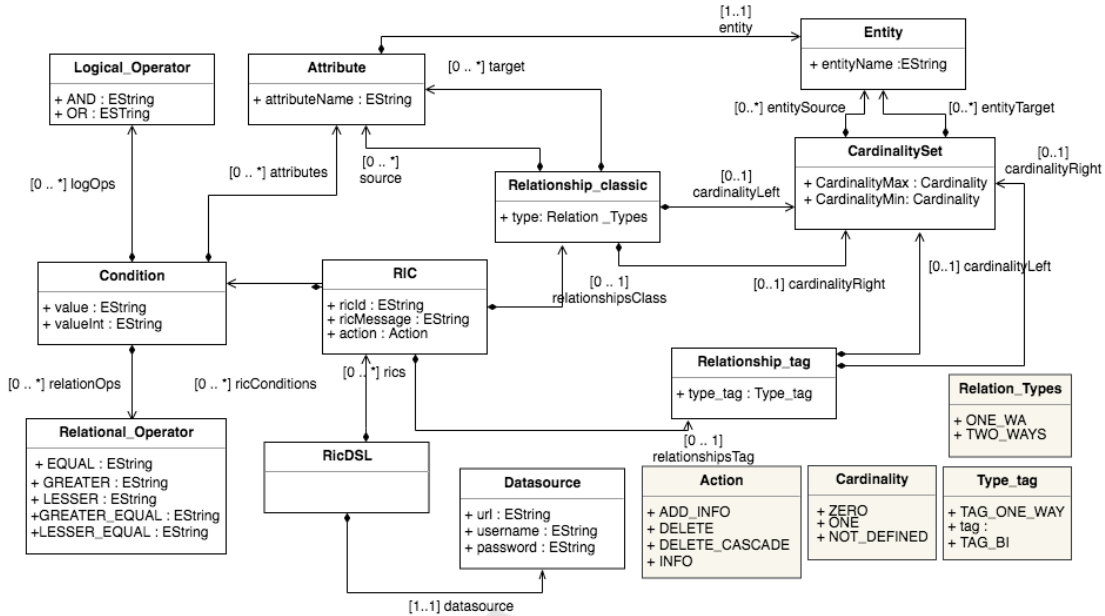 [1..1]
entity
Entity
+ entityName :EString
Logical_Operator
+ AND : EString
+ OR : ESTring
Attribute
+ attributeName : EString
[0 .. *] target
[0..*] entitySource
[0..*] entityTarget
[0 .. *] logOps
[0 .. *] attributes
[0 .. *]
source
Relationship_classic
+ type: Relation _Types
[0..1]
cardinalityLeft
CardinalitySet
+ CardinalityMax : Cardinality
+ CardinalityMin: Cardinality
[0..1]
cardinalityRight
Condition
+ value : EString
+ valueInt : EString
RIC
+ ricId : EString
+ ricMessage : EString
+ action : Action
[0 .. 1]
relationshipsClass
[0..1] cardinalityRight
[0..1] cardinalityLeft
[0 .. *] relationOps
[0 .. *] ricConditions
[0 .. *] rics
Relationship_tag
+ type_tag : Type_tag
Relation_Types
+ ONE_WA
+ TWO_WAYS
Relational_Operator
+ EQUAL : EString
+ GREATER : EString
+ LESSER : EString
+GREATER_EQUAL : EString
+LESSER_EQUAL : EString
RicDSL
[0 .. 1]
relationshipsTag
Datasource
+ url : EString
+ username : EString
+ password : EString
Action
+ ADD_INFO
+ DELETE
+ DELETE_CASCADE
+ INFO
Cardinality
+ ZERO
+ ONE
+ NOT_DEFINED
Type_tag
+ TAG_ONE_WAY
+ tag :
+ TAG_BI
[1..1] datasource